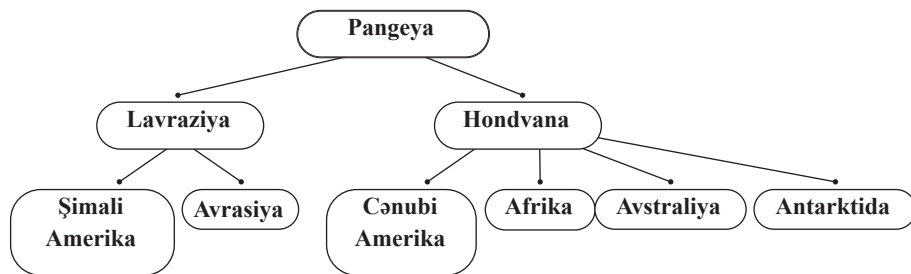 Pangeya
Lavraziya
Hondvana
Şimali
Amerika
Avrasiya
Cənubi
Amerika
Afrika
Avstraliya
Antarktida